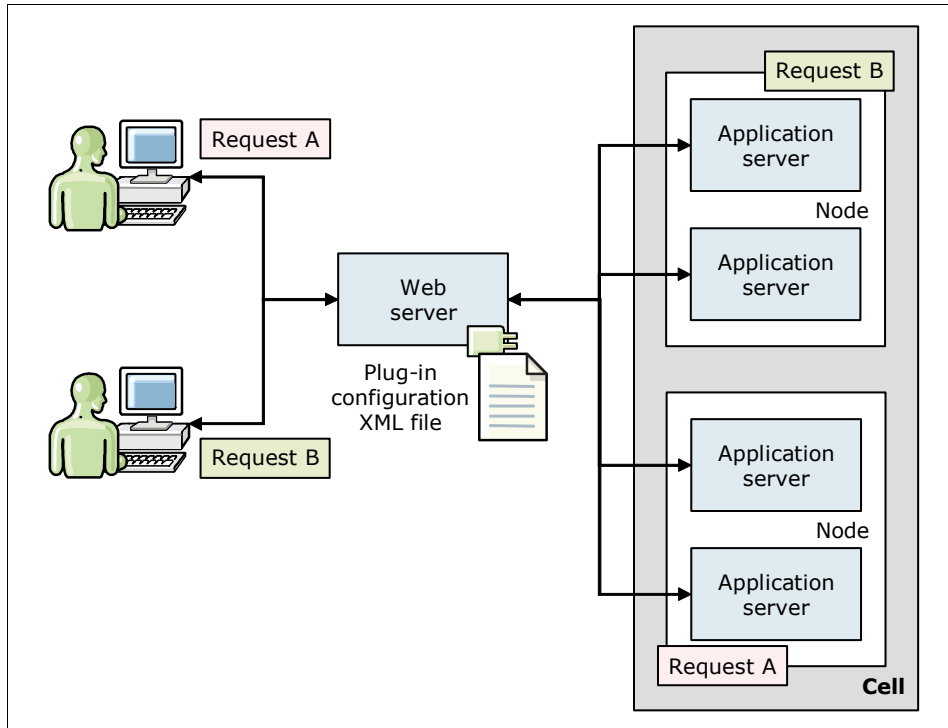 Request A
Request B
Web
server
Plug-in
configuration
XML file
Request B
Application
server
Node
Application
server
Application
server
Node
Application
server
Request A
Cell